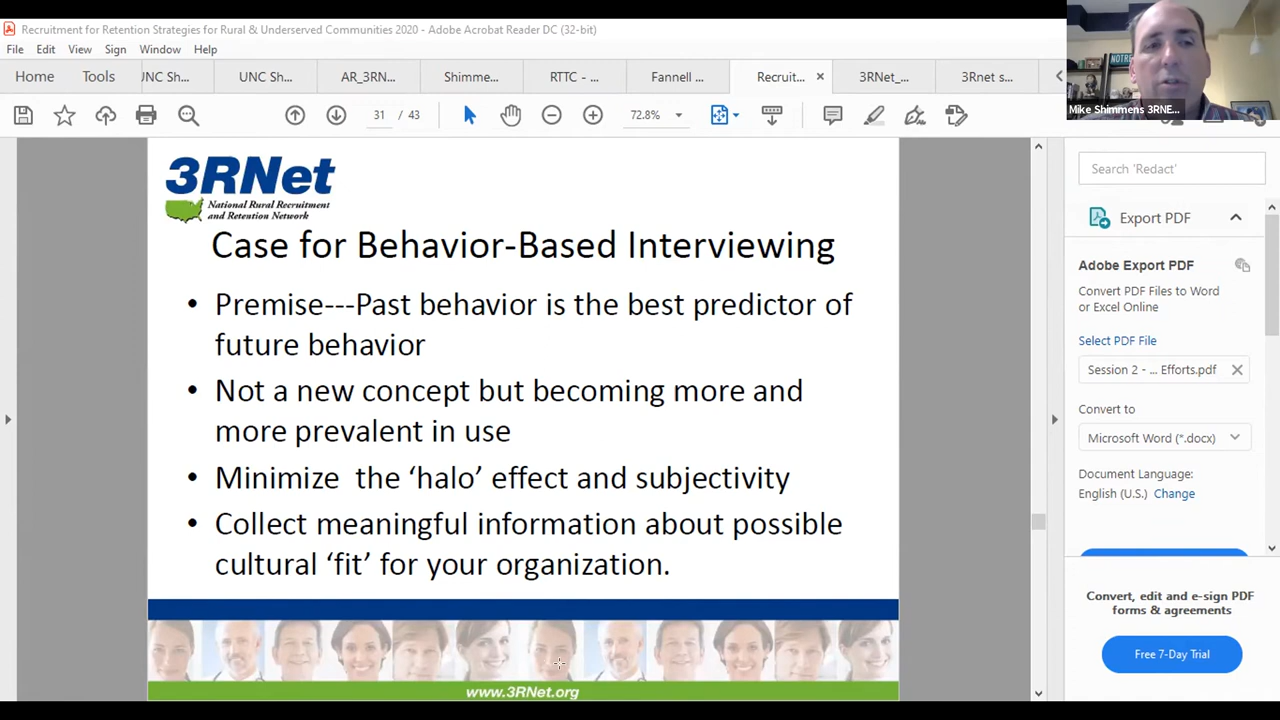 Recruitment for Retention Strategies for Rural & Underserved Communities 2020 - Adobe Acrobat Reader DC (32-bit)
File Edit View Sign Window Help
Home Tools UNC Sh... UNC Sh... AR_3RN... Shimme... RTTC - ... Fannell ... Recruit... 3RNet_... 3Rnet s...
31 / 43 72.8%
Mike Shimmens 3RNE...
Search 'Redact'
Export PDF
Adobe Export PDF
Convert PDF Files to Word
or Excel Online
Select PDF File
Session 2 - ... Efforts.pdf
Convert to
Microsoft Word (*.docx)
Document Language:
English (U.S.) Change
Convert, edit and e-sign PDF
forms & agreements
Free 7-Day Trial
3RNet
National Rural Recruitment
and Retention Network
Case for Behavior-Based Interviewing
• Premise---Past behavior is the best predictor of
future behavior
• Not a new concept but becoming more and
more prevalent in use
• Minimize the ‘halo’ effect and subjectivity
• Collect meaningful information about possible
cultural ‘fit’ for your organization.
www.3RNet.org